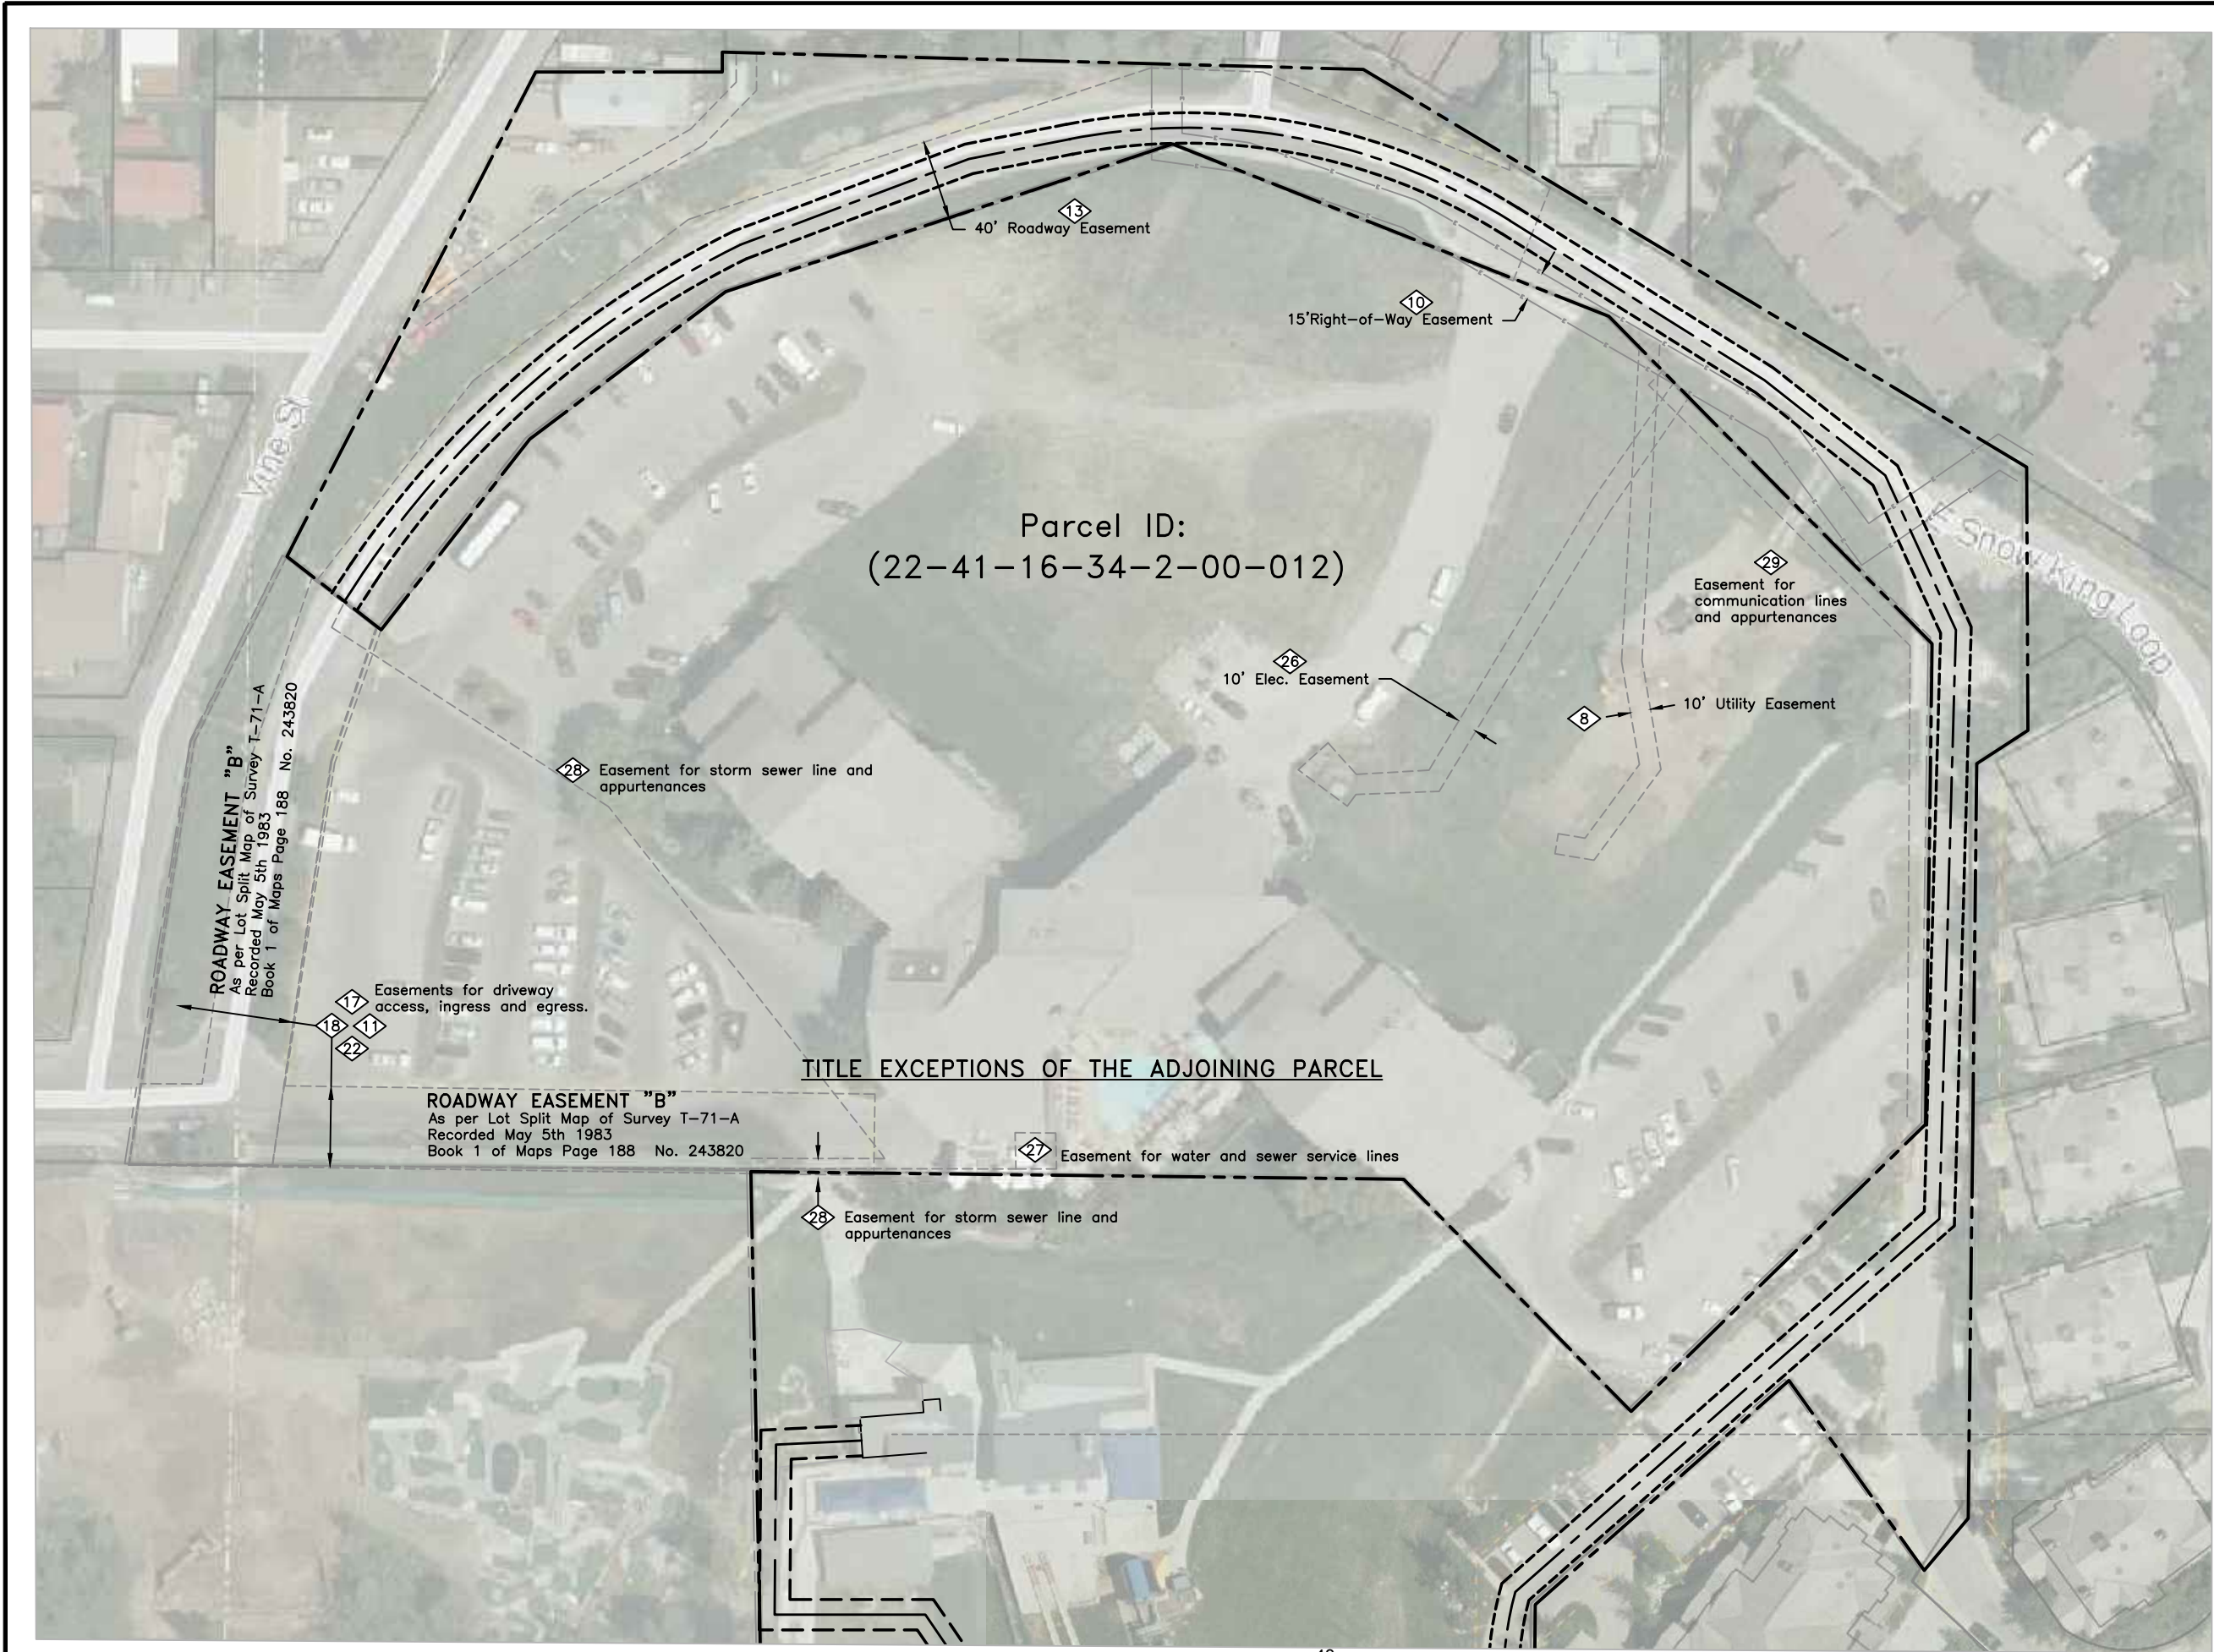 13
40' Roadway Easement
10
15'Right-of-Way Easement
Vine St
Parcel ID:
(22-41-16-34-2-00-012)
E Snow King Loop
29
Easement for
communication lines
and appurtenances
26
10' Elec. Easement
8
10' Utility Easement
28
Easement for storm sewer line and
appurtenances
ROADWAY EASEMENT "B"
As per Lot Split Map of Survey T-71-A
Recorded May 5th 1983
Book 1 of Maps Page 188 No. 243820
17
Easements for driveway
access, ingress and egress.
18
11
22
TITLE EXCEPTIONS OF THE ADJOINING PARCEL
ROADWAY EASEMENT "B"
As per Lot Split Map of Survey T-71-A
Recorded May 5th 1983
Book 1 of Maps Page 188 No. 243820
27
Easement for water and sewer service lines
28
Easement for storm sewer line and
appurtenances